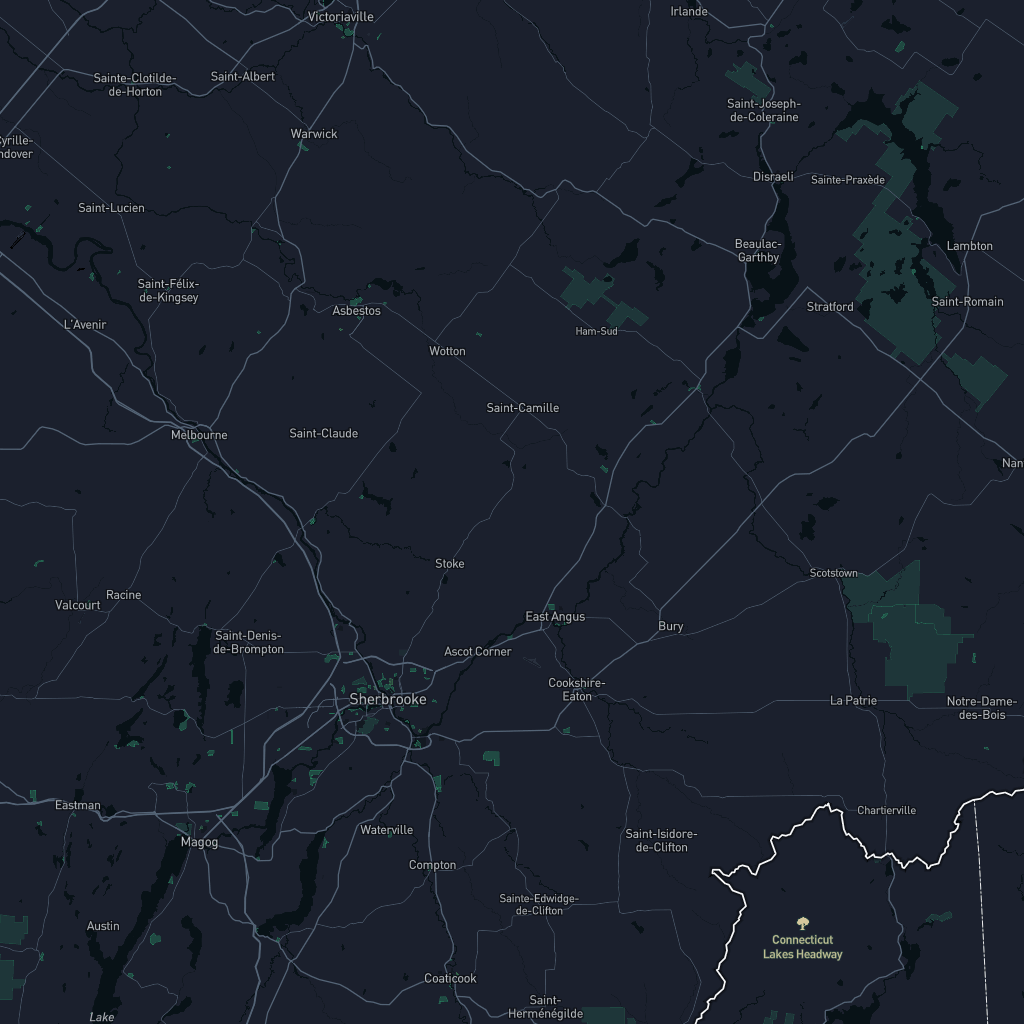 Victoriaville
Irlande
Sainte-Clotilde-
de-Horton
Saint-Albert
Saint-Joseph-
de-Coleraine
Warwick
Cyrille-
ndover
Disraeli
Sainte-Praxède
Saint-Lucien
Beaulac-
Garthby
Lambton
Saint-Félix-
de-Kingsey
Asbestos
Stratford
Saint-Romain
L'Avenir
Ham-Sud
Wotton
Saint-Camille
Melbourne
Saint-Claude
Nan
Stoke
Scotstown
Racine
Valcourt
East Angus
Bury
Saint-Denis-
de-Brompton
Ascot Corner
Cookshire-
Eaton
Sherbrooke
La Patrie
Notre-Dame-
des-Bois
Eastman
Chartierville
Magog
Waterville
Saint-Isidore-
de-Clifton
Compton
Sainte-Edwidge-
de-Clifton
Austin
Connecticut
Lakes Headway
Coaticook
Saint-
Herménégilde
Lake